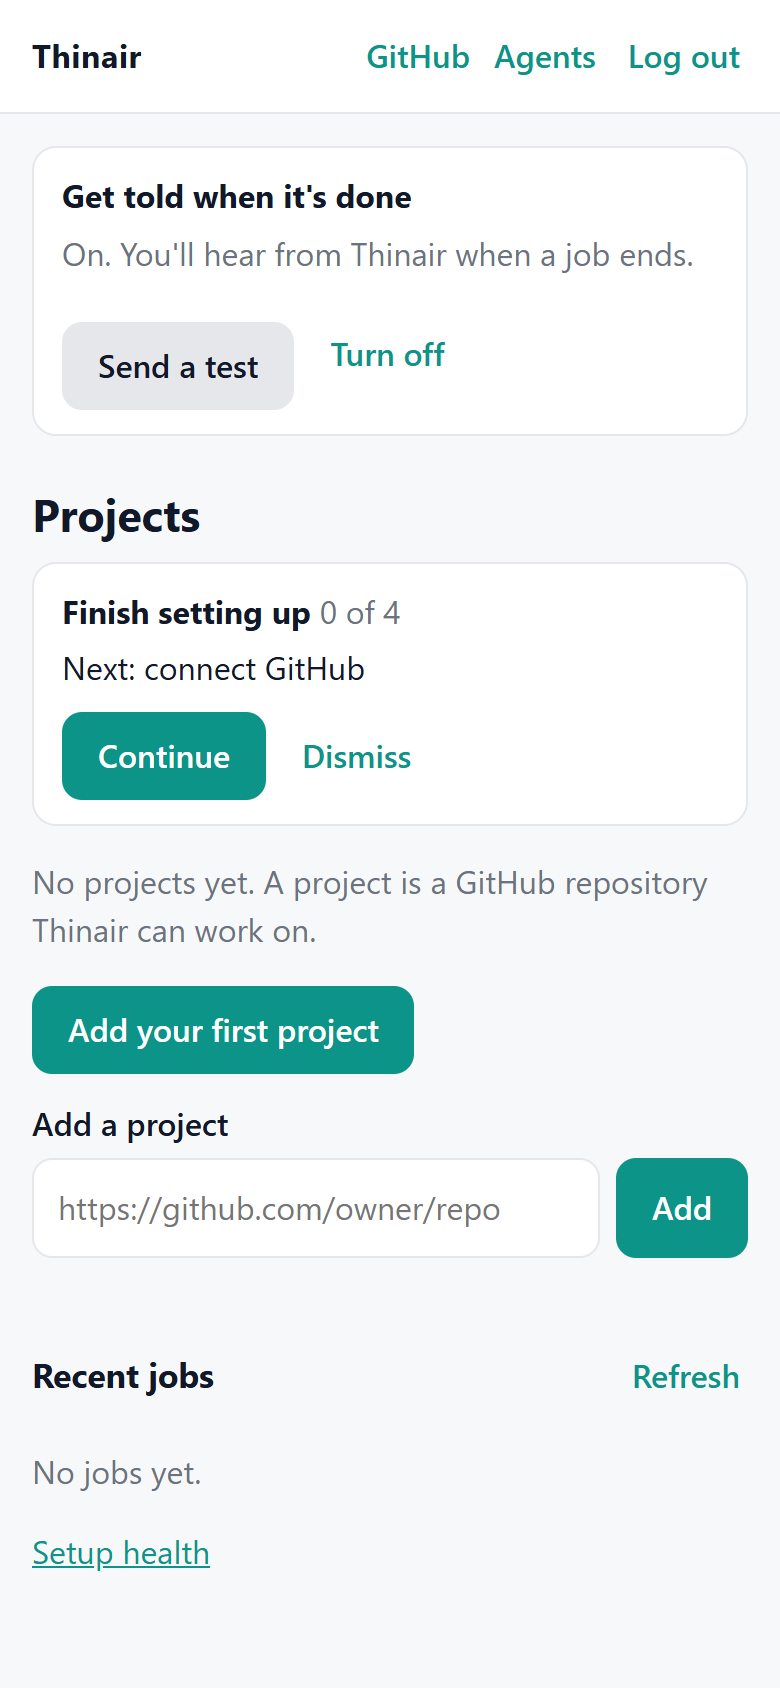 Thinair GitHub Agents Log out
Get told when it's done
On. You'll hear from Thinair when a job ends.
Send a test Turn off
Projects
Finish setting up 0 of 4
Next: connect GitHub
Continue Dismiss
No projects yet. A project is a GitHub repository
Thinair can work on.
Add your first project
Add a project
https://github.com/owner/repo Add
Recent jobs Refresh
No jobs yet.
Setup health